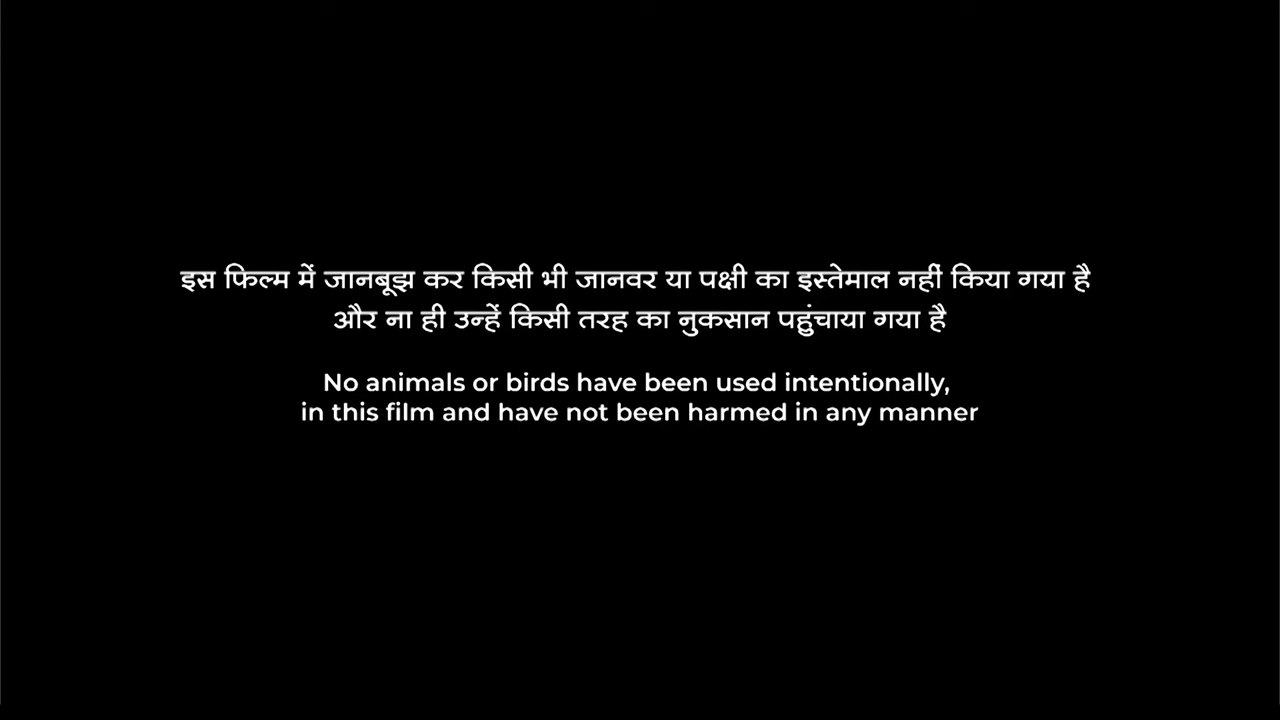 इस फिल्म में जानबूझ कर किसी भी जानवर या पक्षी का इस्तेमाल नहीं किया गया है
और ना ही उन्हें किसी तरह का नुकसान पहुंचाया गया है
No animals or birds have been used intentionally,
in this film and have not been harmed in any manner